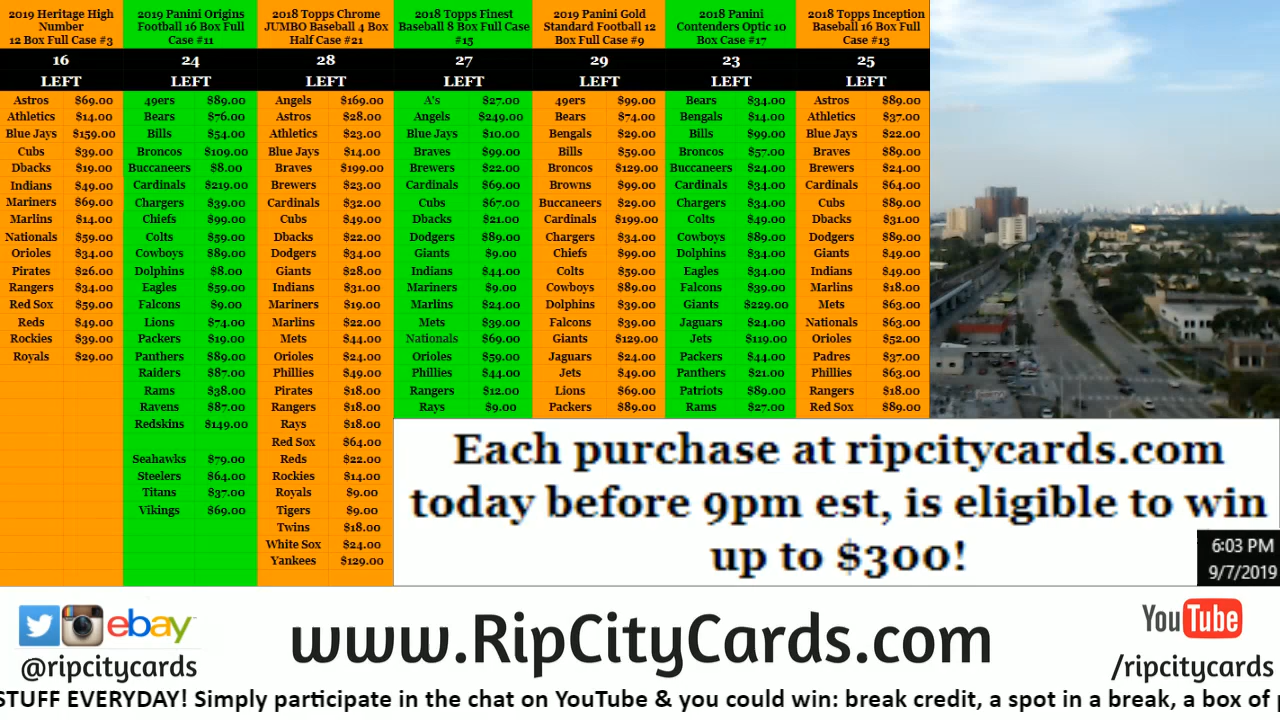 2019 Heritage High
Number
12 Box Full Case #3
16
LEFT
Astros $69.00
Athletics $14.00
Blue Jays $159.00
Cubs $39.00
Dbacks $19.00
Indians $49.00
Mariners $69.00
Marlins $14.00
Nationals $59.00
Orioles $34.00
Pirates $26.00
Rangers $34.00
Red Sox $59.00
Reds $49.00
Rockies $39.00
Royals $29.00
2019 Panini Origins
Football 16 Box Full
Case #11
24
LEFT
49ers $89.00
Bears $76.00
Bills $54.00
Broncos $109.00
Buccaneers $8.00
Cardinals $219.00
Chargers $39.00
Chiefs $99.00
Colts $59.00
Cowboys $89.00
Dolphins $8.00
Eagles $59.00
Falcons $9.00
Lions $74.00
Packers $19.00
Panthers $89.00
Raiders $87.00
Rams $38.00
Ravens $87.00
Redskins $149.00
Seahawks $79.00
Steelers $64.00
Titans $37.00
Vikings $69.00
2018 Topps Chrome
JUMBO Baseball 4 Box
Half Case #21
28
LEFT
Angels $169.00
Astros $28.00
Athletics $23.00
Blue Jays $14.00
Braves $199.00
Brewers $23.00
Cardinals $32.00
Cubs $49.00
Dbacks $22.00
Dodgers $34.00
Giants $28.00
Indians $31.00
Mariners $19.00
Marlins $22.00
Mets $44.00
Orioles $24.00
Phillies $49.00
Pirates $18.00
Rangers $18.00
Rays $18.00
Red Sox $64.00
Reds $22.00
Rockies $14.00
Royals $9.00
Tigers $9.00
Twins $18.00
White Sox $24.00
Yankees $129.00
2018 Topps Finest
Baseball 8 Box Full Case
#15
27
LEFT
A's $27.00
Angels $249.00
Blue Jays $10.00
Braves $99.00
Brewers $22.00
Cardinals $69.00
Cubs $67.00
Dbacks $21.00
Dodgers $89.00
Giants $9.00
Indians $44.00
Mariners $9.00
Marlins $24.00
Mets $39.00
Nationals $69.00
Orioles $59.00
Phillies $44.00
Rangers $12.00
Rays $9.00
2019 Panini Gold
Standard Football 12
Box Full Case #9
29
LEFT
49ers $99.00
Bears $74.00
Bengals $29.00
Bills $59.00
Broncos $129.00
Browns $99.00
Buccaneers $29.00
Cardinals $199.00
Chargers $34.00
Chiefs $99.00
Colts $59.00
Cowboys $89.00
Dolphins $39.00
Falcons $39.00
Giants $129.00
Jaguars $24.00
Jets $49.00
Lions $69.00
Packers $89.00
2018 Panini
Contenders Optic 10
Box Case #17
23
LEFT
Bears $34.00
Bengals $14.00
Bills $99.00
Broncos $57.00
Buccaneers $24.00
Cardinals $34.00
Chargers $34.00
Colts $49.00
Cowboys $89.00
Dolphins $34.00
Eagles $34.00
Falcons $39.00
Giants $229.00
Jaguars $24.00
Jets $119.00
Packers $44.00
Panthers $21.00
Patriots $89.00
Rams $27.00
2018 Topps Inception
Baseball 16 Box Full
Case #13
25
LEFT
Astros $89.00
Athletics $37.00
Blue Jays $22.00
Braves $89.00
Brewers $24.00
Cardinals $64.00
Cubs $89.00
Dbacks $31.00
Dodgers $89.00
Giants $49.00
Indians $49.00
Marlins $18.00
Mets $63.00
Nationals $63.00
Orioles $52.00
Padres $37.00
Phillies $63.00
Rangers $18.00
Red Sox $89.00
Each purchase at ripcitycards.com
today before 9pm est, is eligible to win
up to $300!
6:03 PM
9/7/2019
ebay
@ripcitycards
www.RipCityCards.com
YouTube
/ripcitycards
STUFF EVERYDAY! Simply participate in the chat on YouTube & you could win: break credit, a spot in a break, a box of